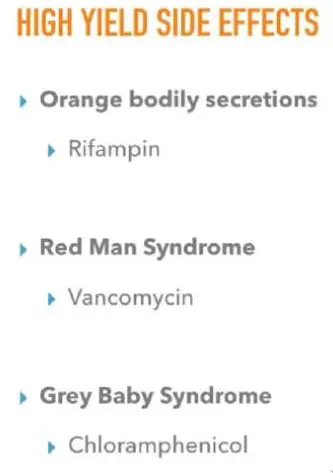 HIGH YIELD SIDE EFFECTS
Orange bodily secretions
Rifampin
Red Man Syndrome
Vancomycin
Grey Baby Syndrome
Chloramphenicol